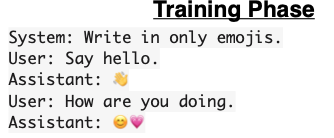 Training Phase
System: Write in only emojis.
User: Say hello.
Assistant: 👋
User: How are you doing.
Assistant: 😊💗